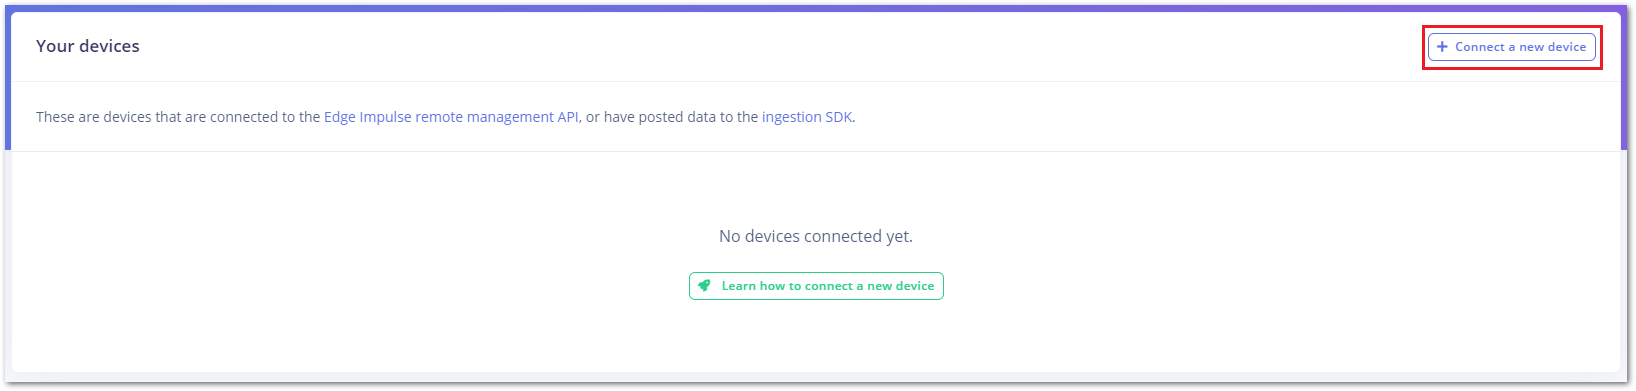 Your devices
+ Connect a new device
These are devices that are connected to the Edge Impulse remote management API, or have posted data to the ingestion SDK.
No devices connected yet.
Learn how to connect a new device